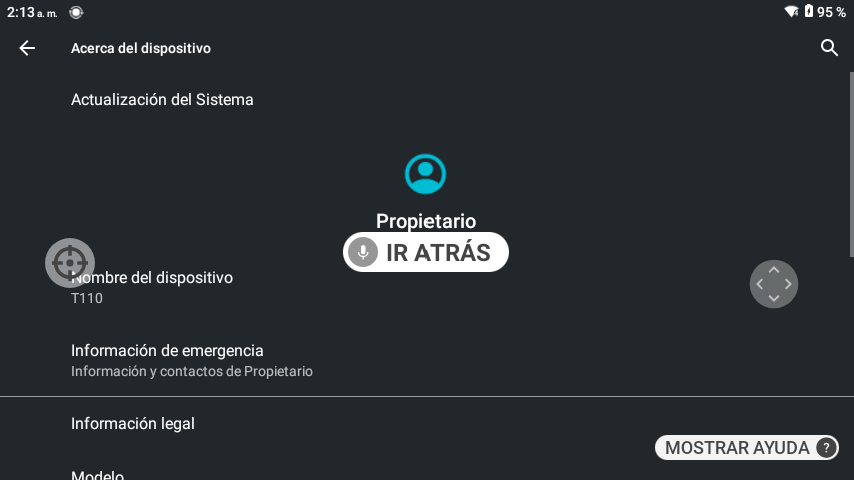 2:13 a. m.
95 %
Acerca del dispositivo
Actualización del Sistema
Propietario
IR ATRÁS
Nombre del dispositivo
T110
Información de emergencia
Información y contactos de Propietario
Información legal
MOSTRAR AYUDA ?
Modelo